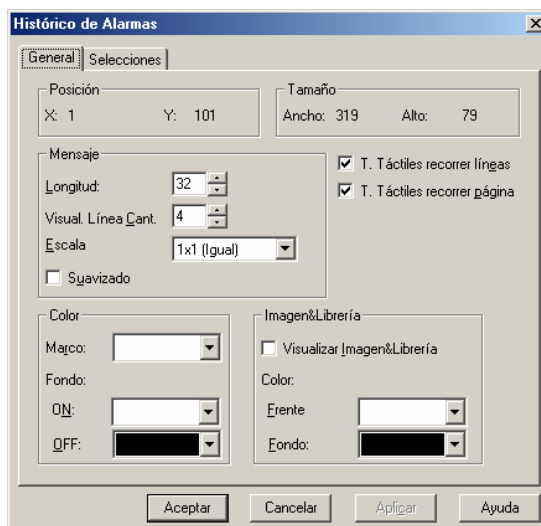 Histórico de Alarmas
General Selecciones
Posición
X: 1 Y: 101
Tamaño
Ancho: 319 Alto: 79
Mensaje
Longitud: 32
Visual. Línea Cant. 4
Escala 1x1 (Igual)
Suavizado
T. Táctiles recorrer líneas
T. Táctiles recorrer página
Color
Marco:
Fondo:
ON:
OFF:
Imagen&Librería
Visualizar Imagen&Librería
Color:
Frente
Fondo:
Aceptar Cancelar Aplicar Ayuda